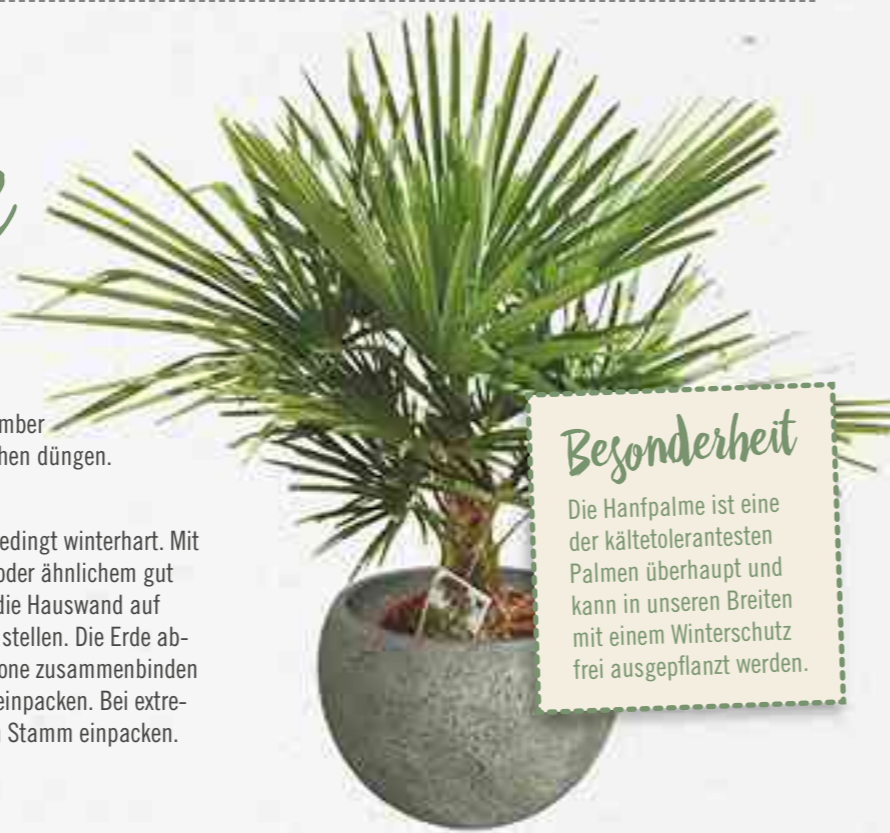 mber
hen düngen.
edingt winterhart. Mit
oder ähnlichem gut
die Hauswand auf
stellen. Die Erde ab-
one zusammenbinden
einpacken. Bei extre-
Stamm einpacken.
Besonderheit
Die Hanfpalme ist eine
der kältetolerantesten
Palmen überhaupt und
kann in unseren Breiten
mit einem Winterschutz
frei ausgepflanzt werden.